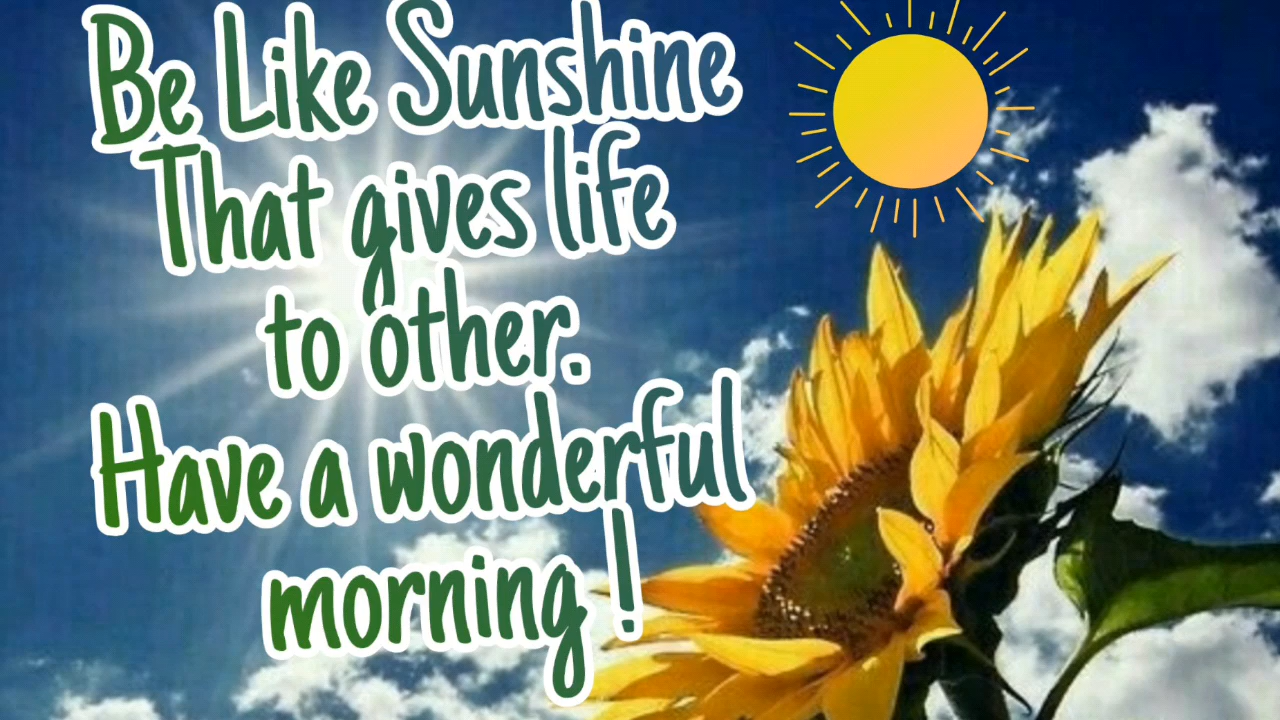 Be Like Sunshine
That gives life
to other.
Have a wonderful
morning !